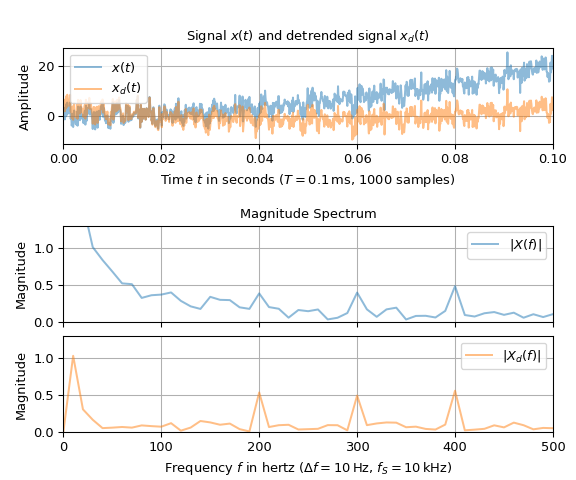 Signal x(t) and detrended signal x_d(t)
Amplitude
20
0
x(t)
x_d(t)
0.00 0.02 0.04 0.06 0.08 0.10
Time t in seconds (T = 0.1 ms, 1000 samples)
Magnitude Spectrum
Magnitude
1.0
0.5
0.0
|X(f)|
Magnitude
1.0
0.5
0.0
|X_d(f)|
0 100 200 300 400 500
Frequency f in hertz (Δf = 10 Hz, f_S = 10 kHz)